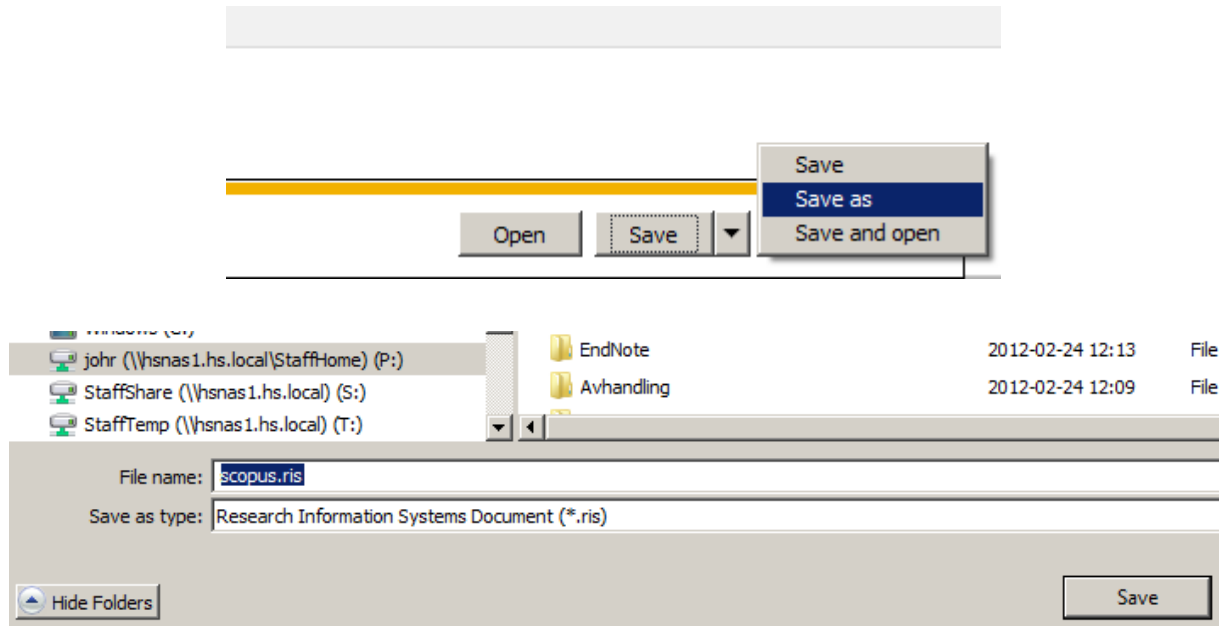 Save
Save as
Open Save Save and open
Windows (C:)
johr (\\hsnas1.hs.local\StaffHome) (P:) EndNote 2012-02-24 12:13 File
StaffShare (\\hsnas1.hs.local) (S:) Avhandling 2012-02-24 12:09 File
StaffTemp (\\hsnas1.hs.local) (T:)
File name: scopus.ris
Save as type: Research Information Systems Document (*.ris)
Hide Folders Save